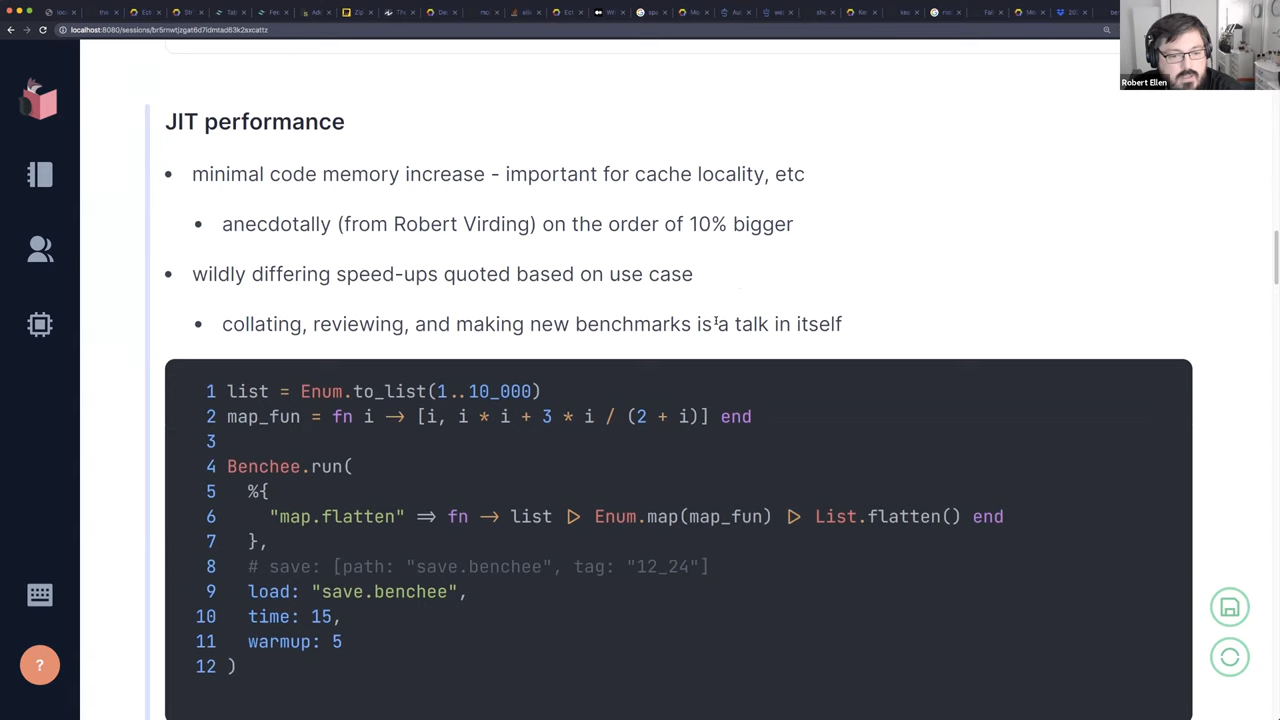 localhost:8080/sessions/br5rnwtjzgat6d7idmtad63k2sxcattz
Robert Ellen
JIT performance
• minimal code memory increase - important for cache locality, etc
• anecdotally (from Robert Virding) on the order of 10% bigger
• wildly differing speed-ups quoted based on use case
• collating, reviewing, and making new benchmarks is a talk in itself
1 list = Enum.to_list(1..10_000)
2 map_fun = fn i -> [i, i * i + 3 * i / (2 + i)] end
3
4 Benchee.run(
5 %{
6 "map.flatten" => fn -> list |> Enum.map(map_fun) |> List.flatten() end
7 },
8 # save: [path: "save.benchee", tag: "12_24"]
9 load: "save.benchee",
10 time: 15,
11 warmup: 5
12 )
?